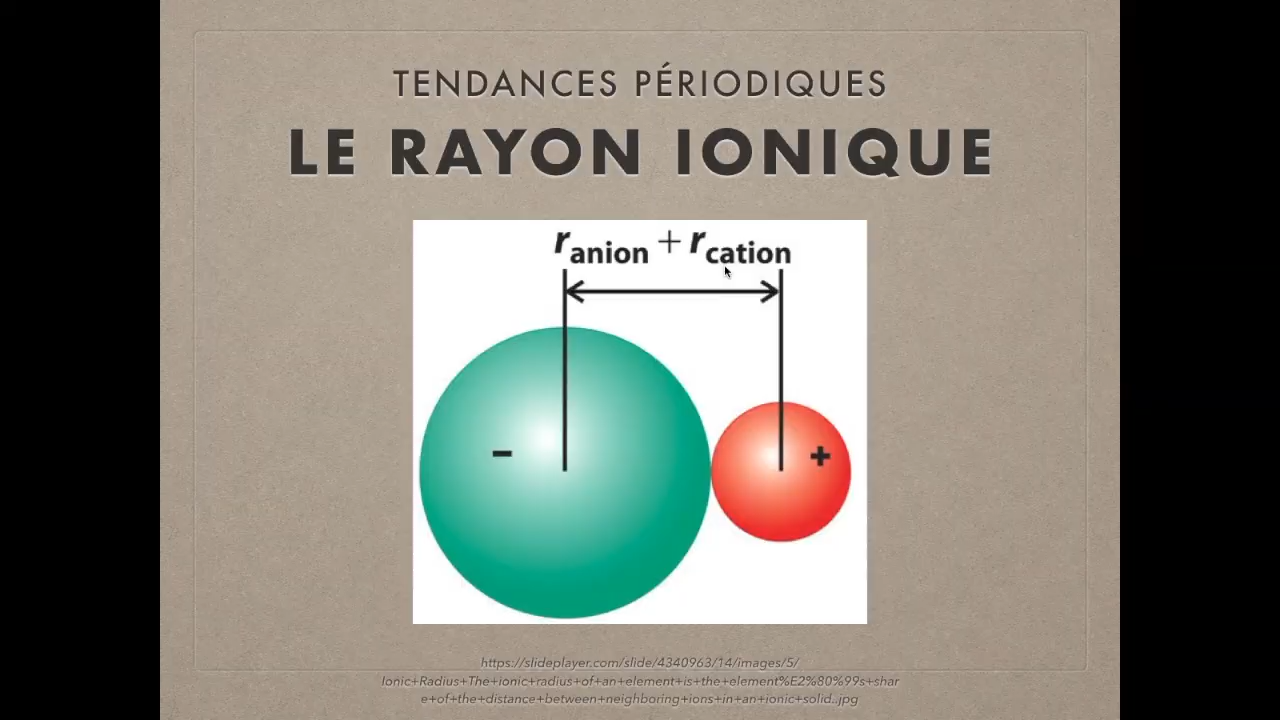 TENDANCES PÉRIODIQUES
LE RAYON IONIQUE
r anion + r cation
-
+
https://slideplayer.com/slide/4340963/14/images/5/
Ionic+Radius+The+ionic+radius+of+an+element+is+the+element%E2%80%99s+shar
e+of+the+distance+between+neighboring+ions+in+an+ionic+solid..jpg